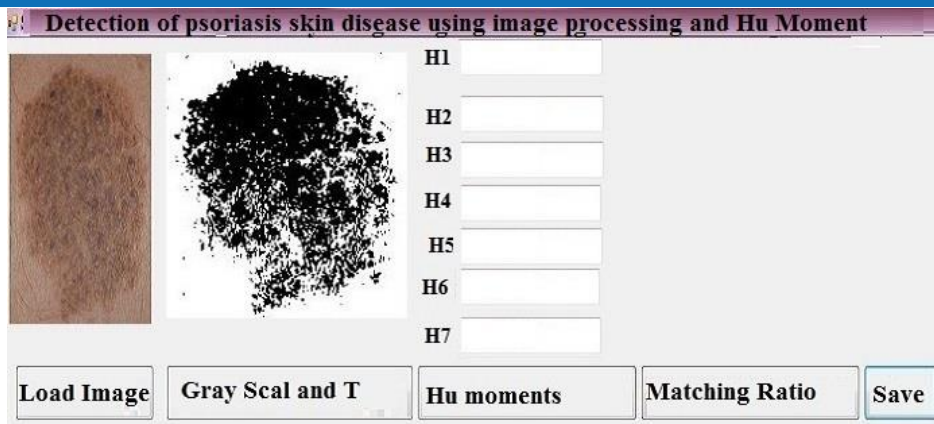 Detection of psoriasis skin disease using image processing and Hu Moment
H1
H2
H3
H4
H5
H6
H7
Load Image
Gray Scal and T
Hu moments
Matching Ratio
Save